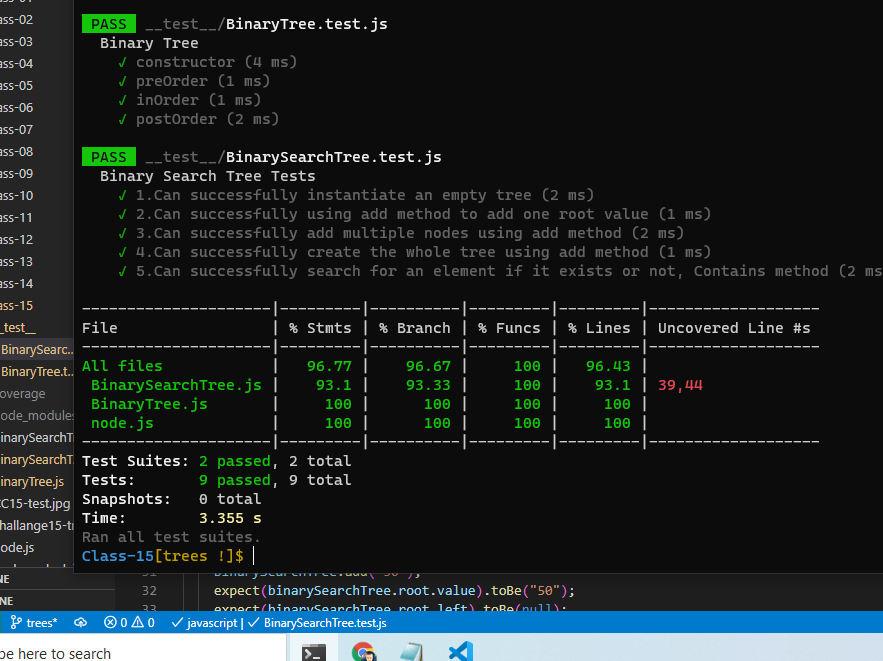 ass-02
ass-03
ass-04
ass-05
ass-06
ass-07
ass-08
ass-09
ass-10
ass-11
ass-12
ass-13
ass-14
ass-15
_test__
BinarySearc...
BinaryTree.t...
overage
ode_modules
inarySearchT
inarySearchT
inaryTree.js
C15-test.jpg
hallange15-tr
ode.js
NE
NE
PASS __test__/BinaryTree.test.js
Binary Tree
√ constructor (4 ms)
√ preOrder (1 ms)
√ inOrder (1 ms)
√ postOrder (2 ms)
PASS __test__/BinarySearchTree.test.js
Binary Search Tree Tests
√ 1.Can successfully instantiate an empty tree (2 ms)
√ 2.Can successfully using add method to add one root value (1 ms)
√ 3.Can successfully add multiple nodes using add method (2 ms)
√ 4.Can successfully create the whole tree using add method (1 ms)
√ 5.Can successfully search for an element if it exists or not, Contains method (2 ms
---------------------|---------|----------|---------|---------|-------------------
File | % Stmts | % Branch | % Funcs | % Lines | Uncovered Line #s
---------------------|---------|----------|---------|---------|-------------------
All files | 96.77 | 96.67 | 100 | 96.43 |
BinarySearchTree.js | 93.1 | 93.33 | 100 | 93.1 | 39,44
BinaryTree.js | 100 | 100 | 100 | 100 |
node.js | 100 | 100 | 100 | 100 |
---------------------|---------|----------|---------|---------|-------------------
Test Suites: 2 passed, 2 total
Tests: 9 passed, 9 total
Snapshots: 0 total
Time: 3.355 s
Ran all test suites.
Class-15[trees !]$
31 binarySearchTree.add("50");
32 expect(binarySearchTree.root.value).toBe("50");
33 expect(binarySearchTree.root.left).toBe(null);
trees* 0 0 javascript | BinarySearchTree.test.js
pe here to search